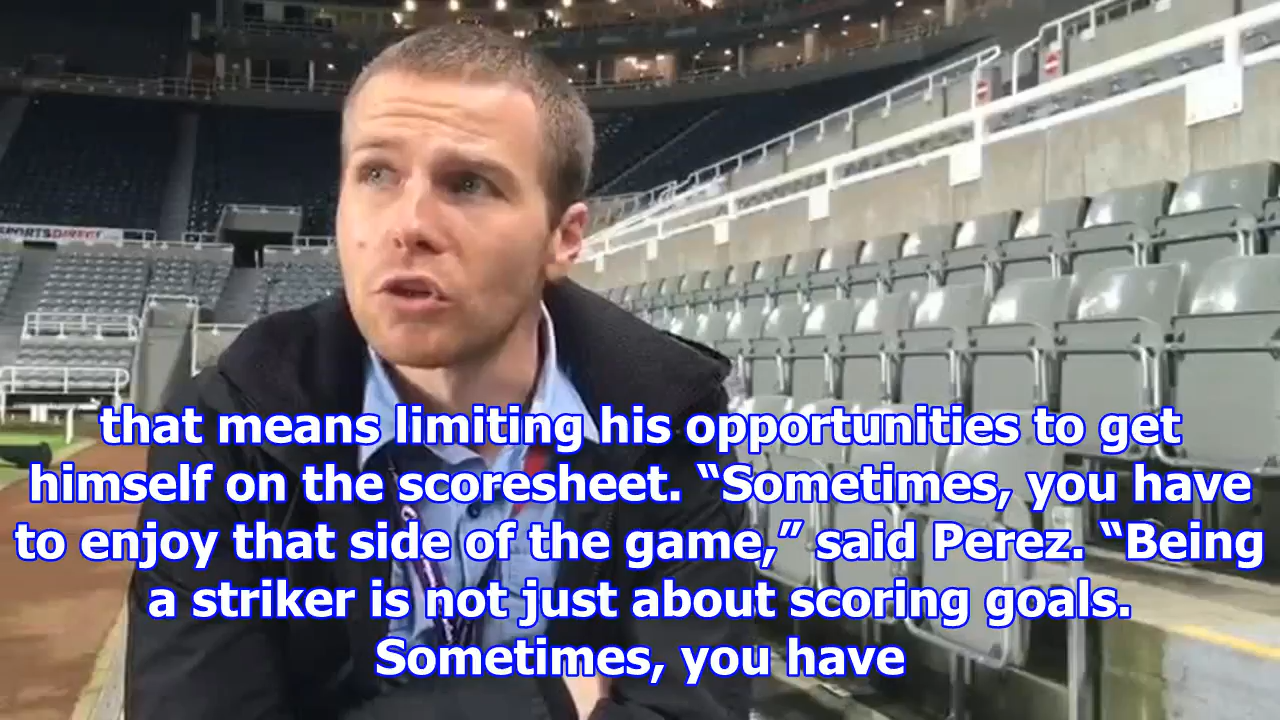 SPORTSDIRECT
that means limiting his opportunities to get
himself on the scoresheet. “Sometimes, you have
to enjoy that side of the game,” said Perez. “Being
a striker is not just about scoring goals.
Sometimes, you have